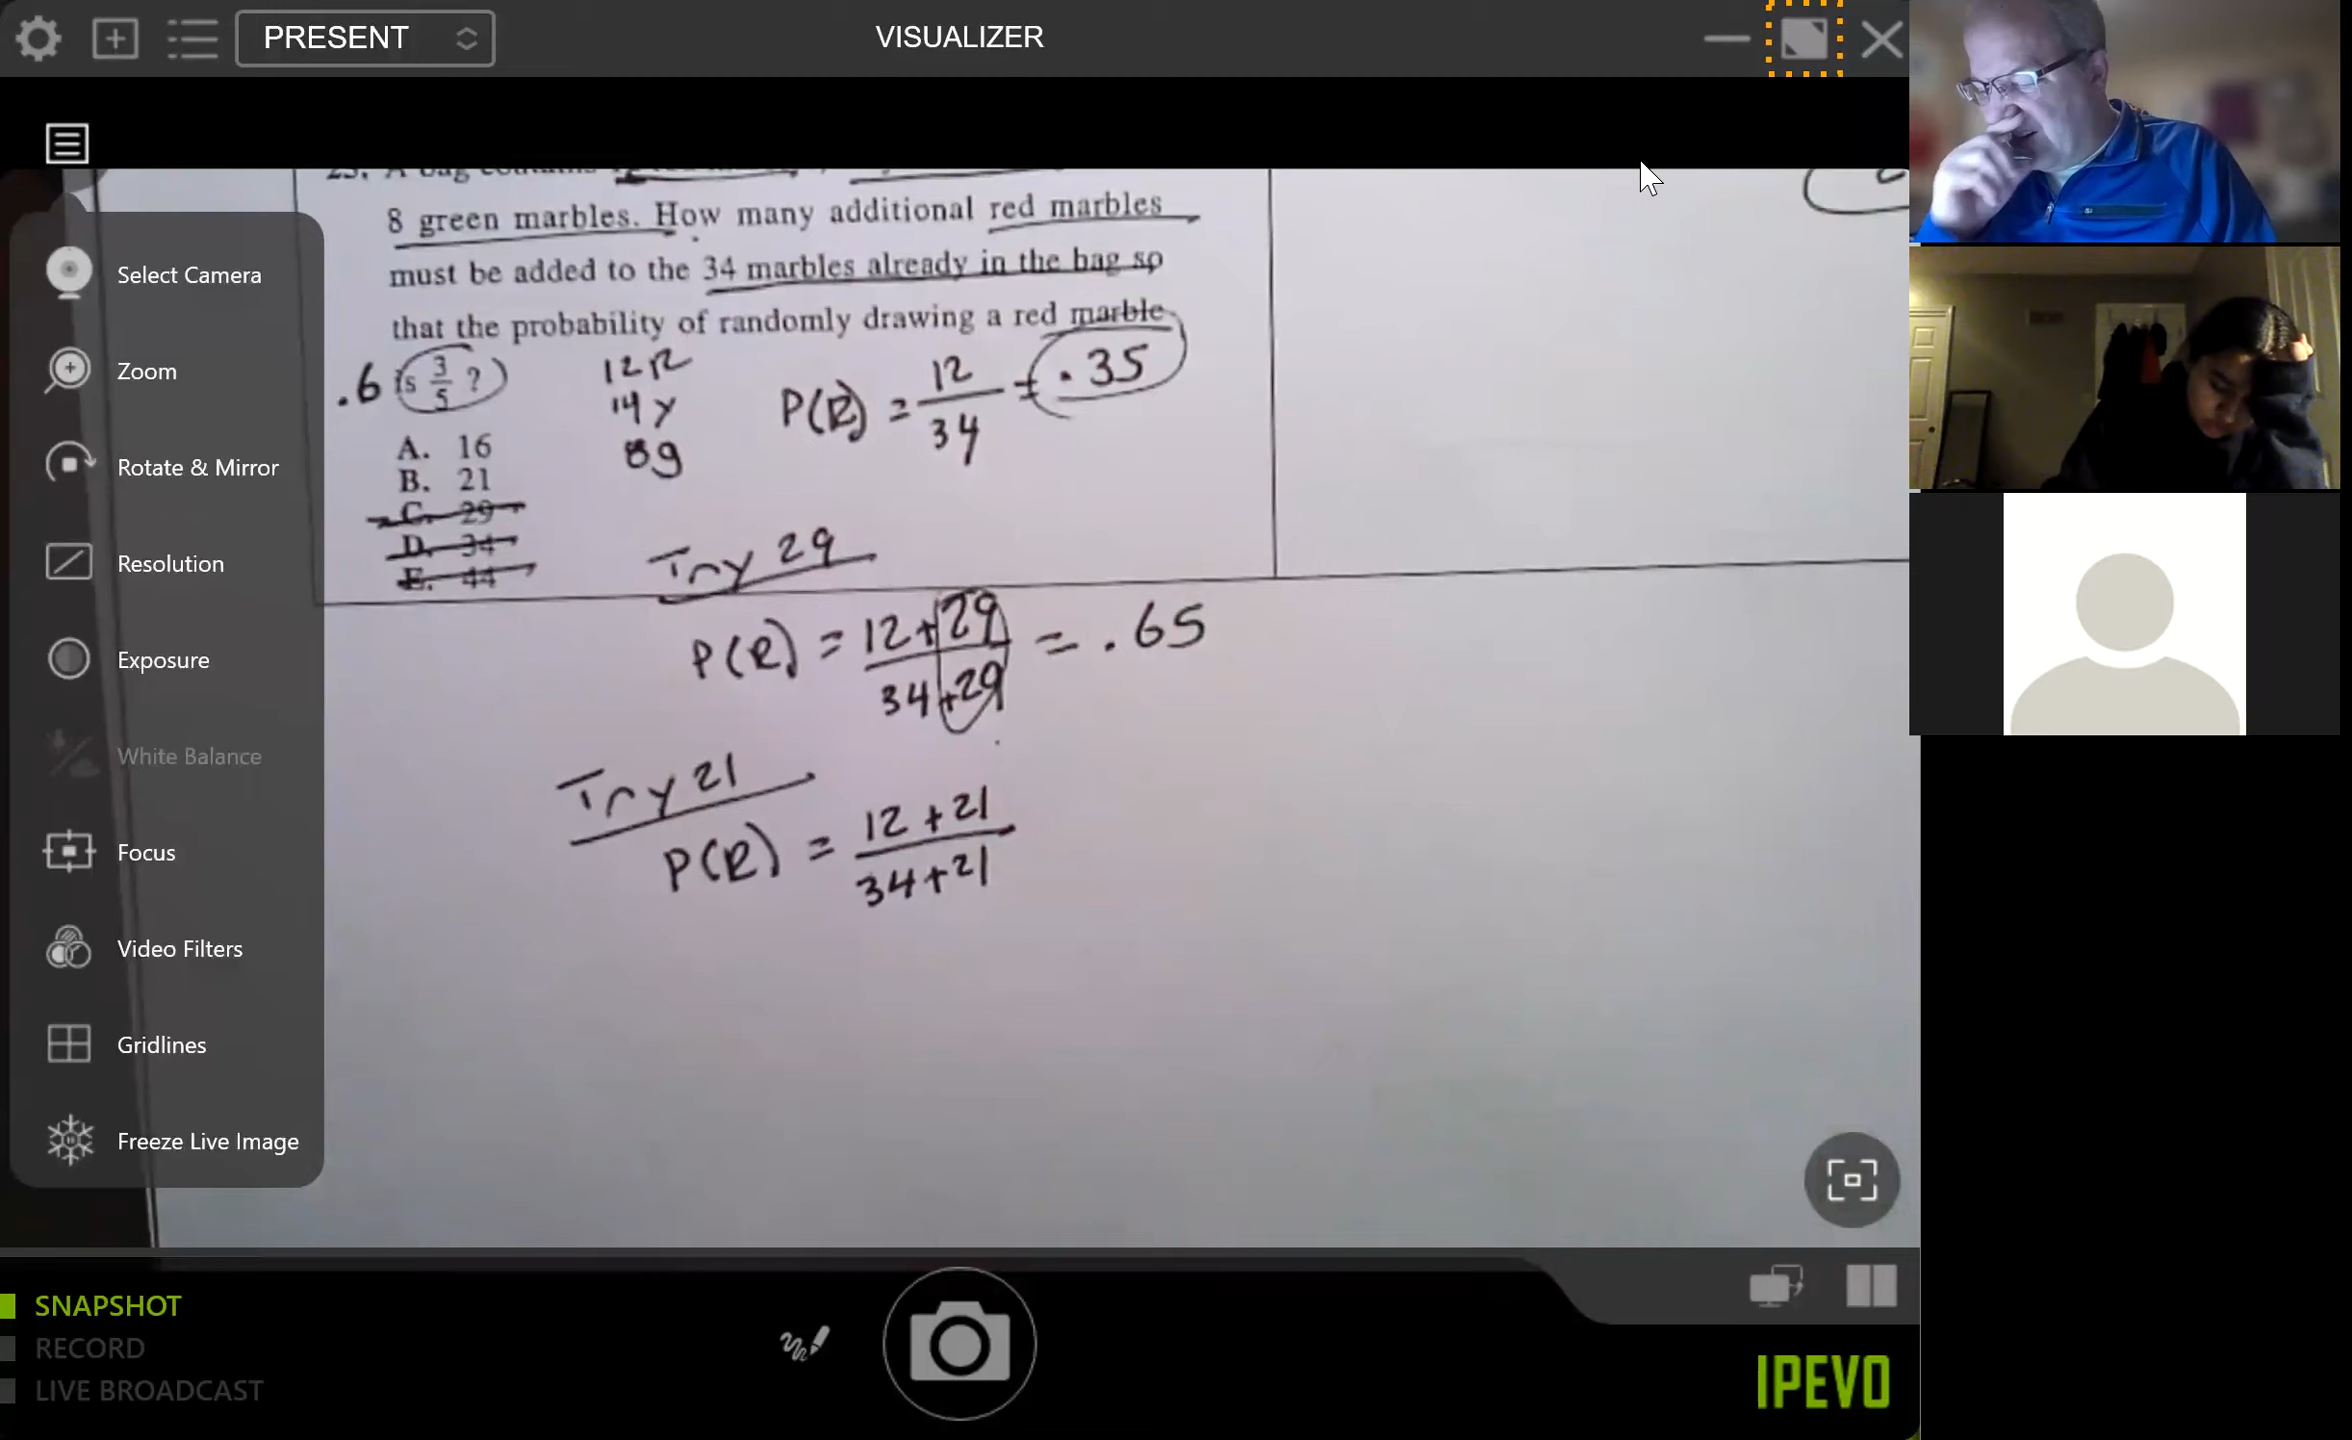 PRESENT
VISUALIZER
8 green marbles. How many additional red marbles
must be added to the 34 marbles already in the bag so
that the probability of randomly drawing a red marble
.6 is 3/5 ?
12R
14y
8g
P(R) = 12/34 = .35
A. 16
B. 21
C. 29
D. 34
E. 44
Try 29
P(R) = 12+29/34+29 = .65
Try 21
P(R) = 12+21/34+21
Select Camera
Zoom
Rotate & Mirror
Resolution
Exposure
White Balance
Focus
Video Filters
Gridlines
Freeze Live Image
SNAPSHOT
RECORD
LIVE BROADCAST
IPEVO